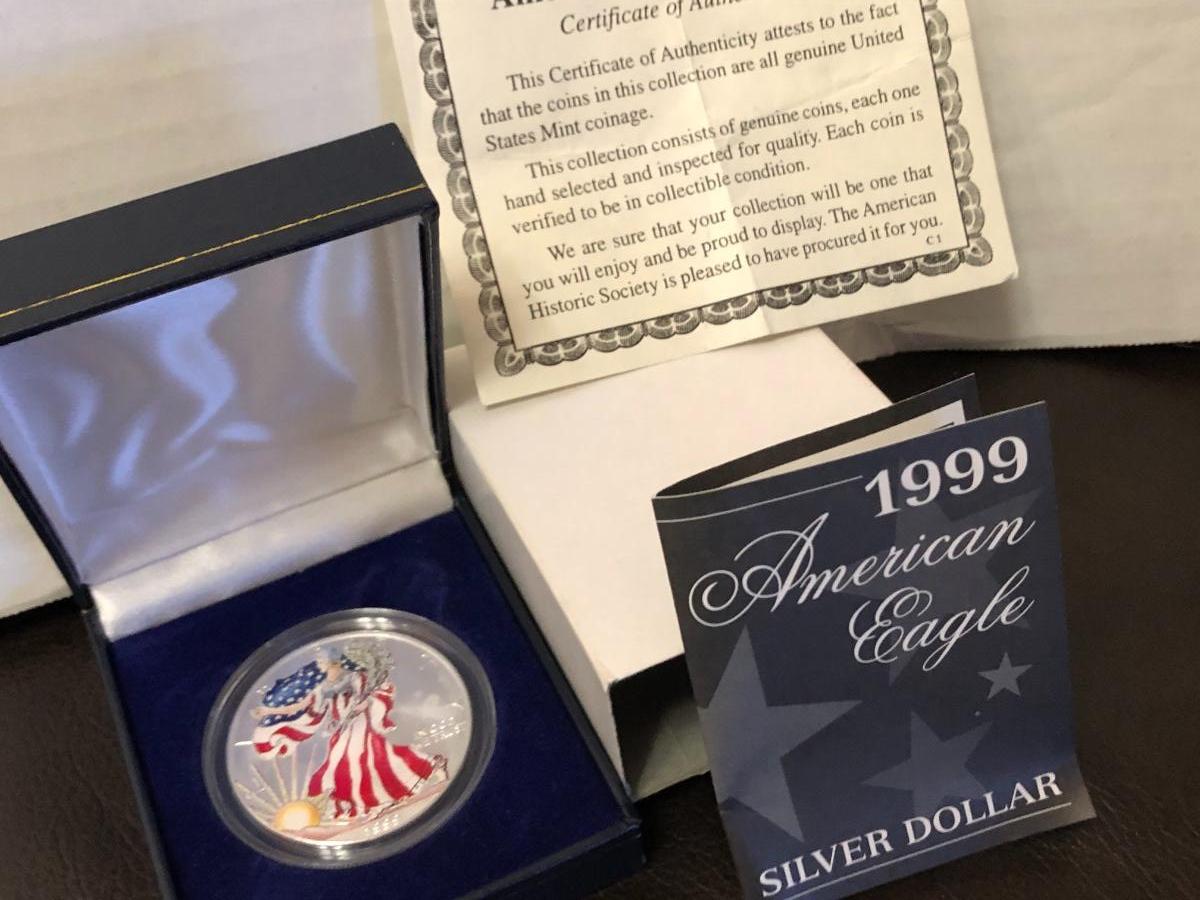 Certificate of
This Certificate of Authenticity attests to the fact
that the coins in this collection are all genuine United
States Mint coinage.
This collection consists of genuine coins, each one
hand selected and inspected for quality. Each coin is
verified to be in collectible condition.
We are sure that your collection will be one that
you will enjoy and be proud to display. The American
Historic Society is pleased to have procured it for you.
C1
1999
American
Eagle
SILVER DOLLAR
1999